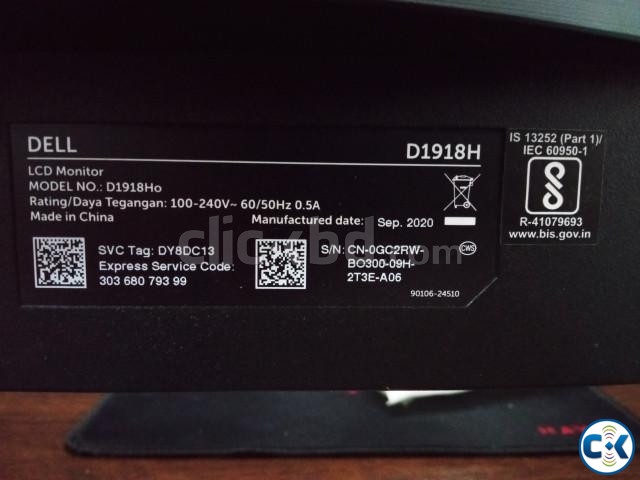 DELL
D1918H
LCD Monitor
MODEL NO.: D1918Ho
Rating/Daya Tegangan: 100-240V~ 60/50Hz 0.5A
Made in China
Manufactured date: Sep. 2020
SVC Tag: DY8DC13
Express Service Code:
303 680 793 99
S/N: CN-0GC2RW-
BO300-09H-
2T3E-A06
CWS
90106-24510
IS 13252 (Part 1)/
IEC 60950-1
R-41079693
www.bis.gov.in
clickbd.com
HAV
CK